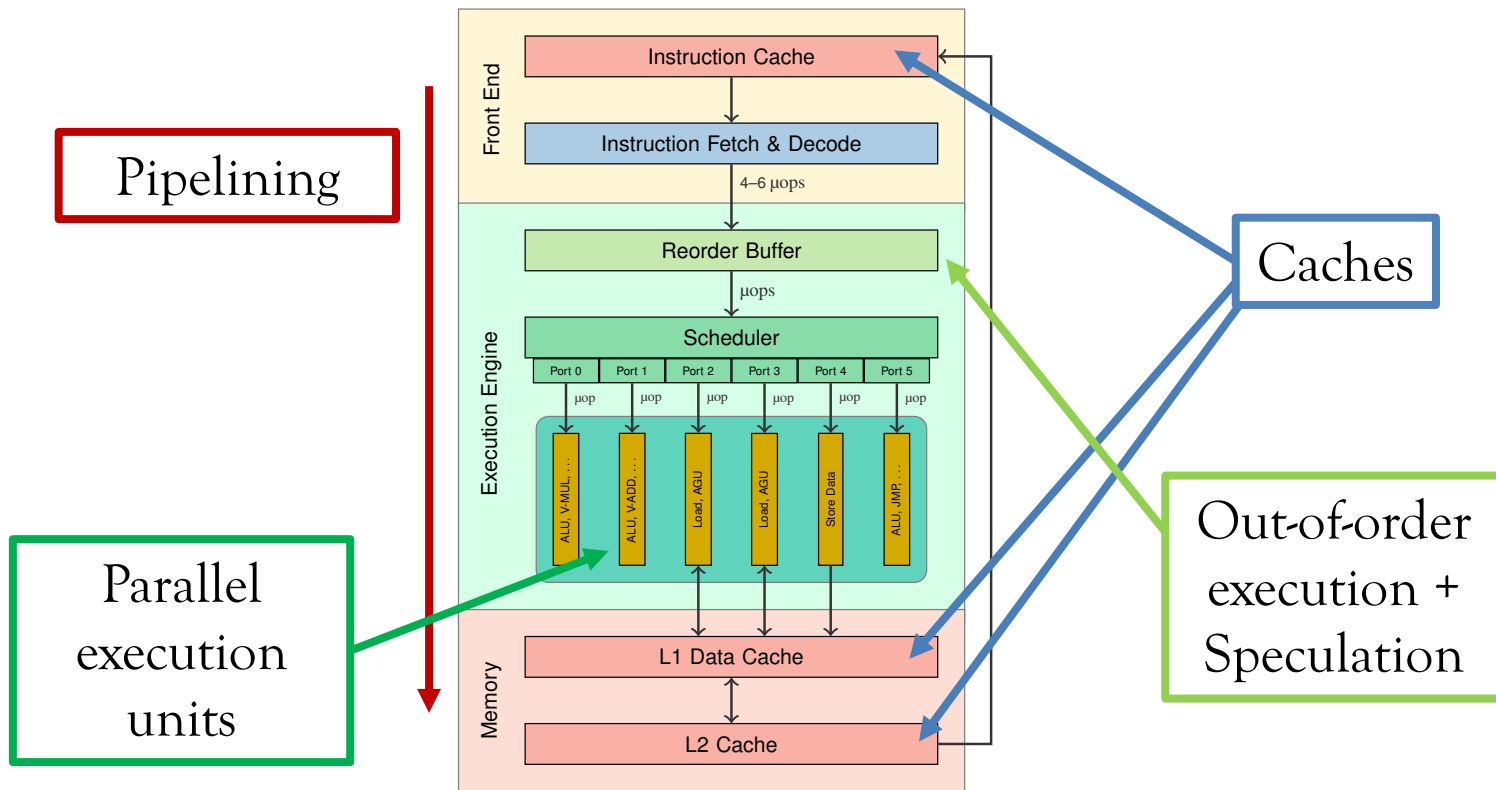 Front End
Instruction Cache
Instruction Fetch & Decode
4–6 μops
Pipelining
Execution Engine
Reorder Buffer
μops
Scheduler
Port 0
Port 1
Port 2
Port 3
Port 4
Port 5
μop
μop
μop
μop
μop
μop
ALU, V-MUL, . . .
ALU, V-ADD, . . .
Load, AGU
Load, AGU
Store Data
ALU, JMP, . . .
Parallel
execution
units
Memory
L1 Data Cache
L2 Cache
Caches
Out-of-order
execution +
Speculation